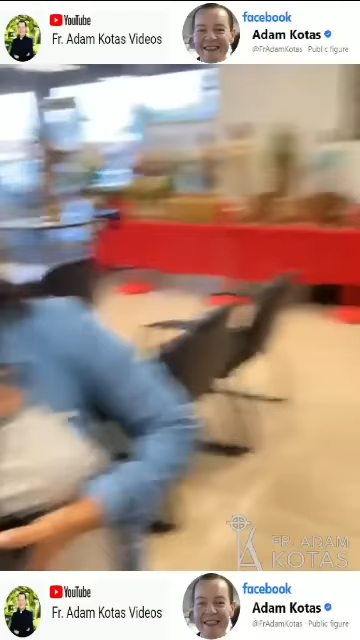 YouTube
Fr. Adam Kotas Videos
facebook
Adam Kotas
@FrAdamKotas · Public figure
FR. ADAM
KOTAS
YouTube
Fr. Adam Kotas Videos
facebook
Adam Kotas
@FrAdamKotas · Public figure